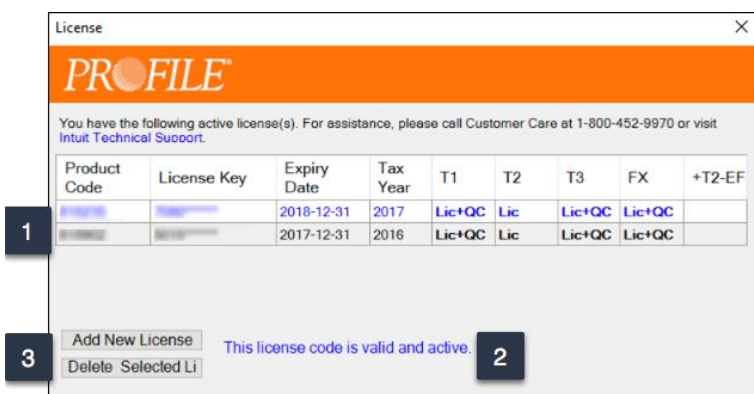 License
PROFILE
You have the following active license(s). For assistance, please call Customer Care at 1-800-452-9970 or visit
Intuit Technical Support.
Product Code License Key Expiry Date Tax Year T1 T2 T3 FX +T2-EF
2018-12-31 2017 Lic+QC Lic Lic+QC Lic+QC
1
2017-12-31 2016 Lic+QC Lic Lic+QC Lic+QC
Add New License
This license code is valid and active.
2
3
Delete Selected Li